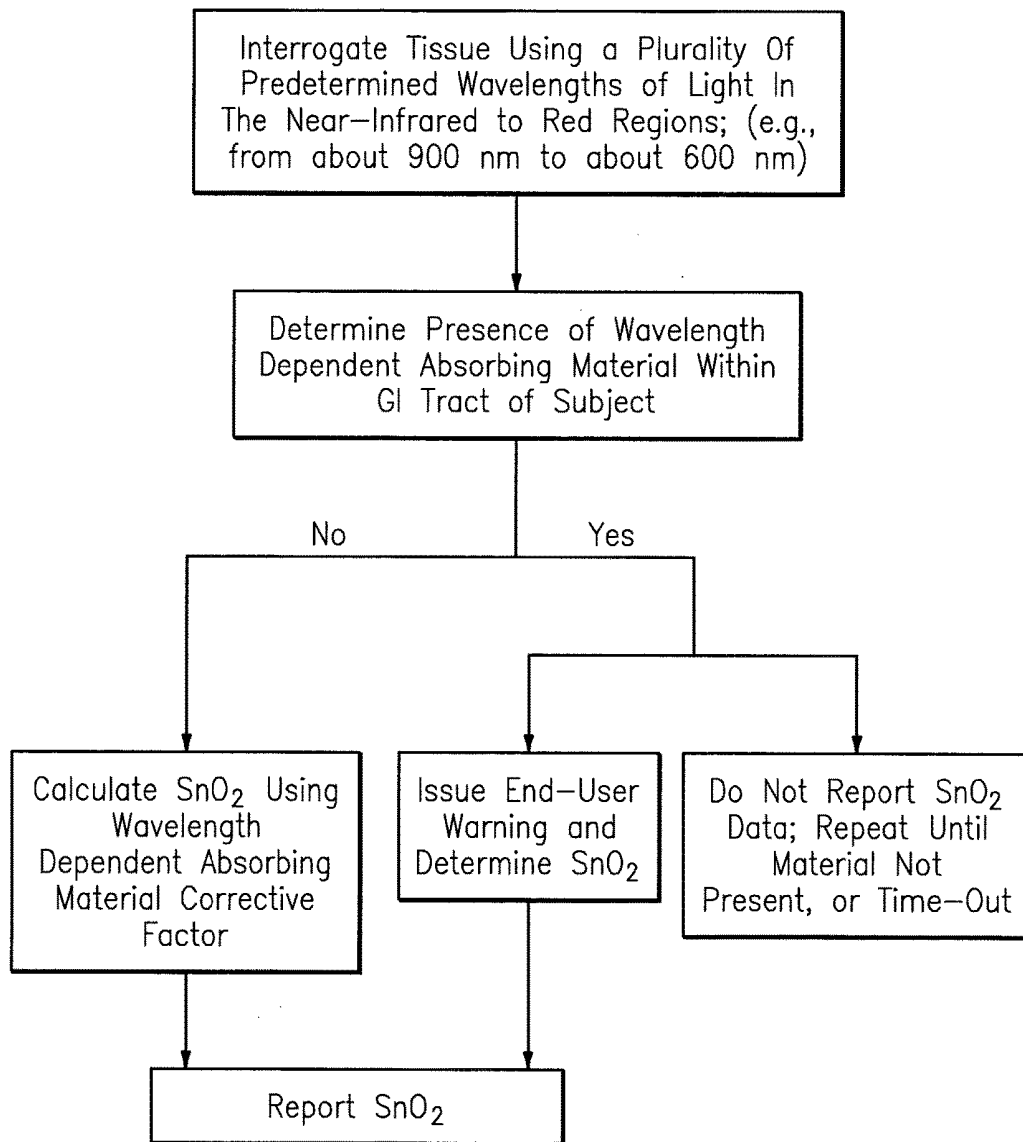 Interrogate Tissue Using a Plurality Of
Predetermined Wavelengths of Light In
The Near–Infrared to Red Regions; (e.g.,
from about 900 nm to about 600 nm)
Determine Presence of Wavelength
Dependent Absorbing Material Within
GI Tract of Subject
No
Yes
Calculate SnO₂ Using
Wavelength
Dependent Absorbing
Material Corrective
Factor
Issue End–User
Warning and
Determine SnO₂
Do Not Report SnO₂
Data; Repeat Until
Material Not
Present, or Time–Out
Report SnO₂